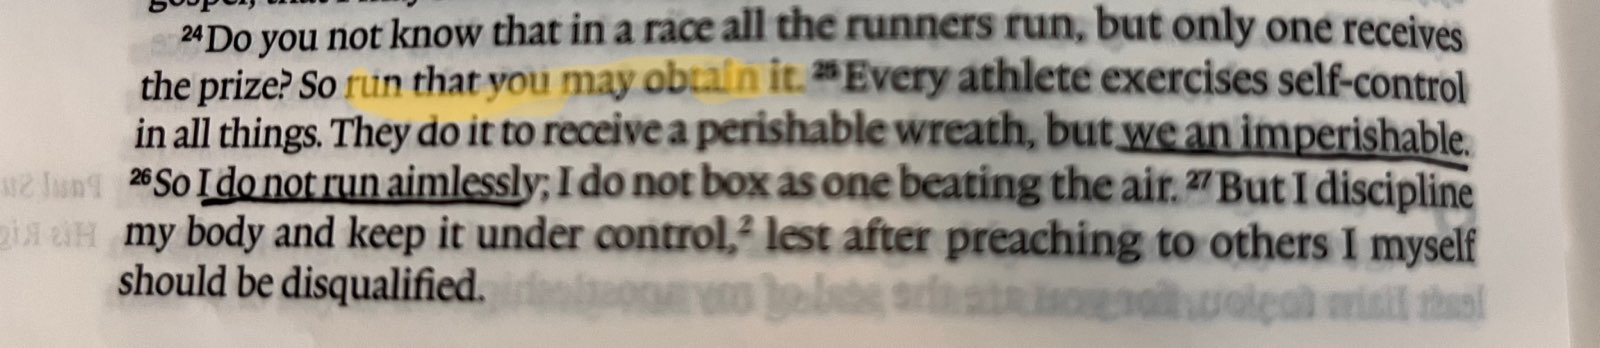 gospel, that I
²⁴Do you not know that in a race all the runners run, but only one receives
the prize? So run that you may obtain it. ²⁵Every athlete exercises self-control
in all things. They do it to receive a perishable wreath, but we an imperishable.
²⁶So I do not run aimlessly; I do not box as one beating the air. ²⁷But I discipline
my body and keep it under control,² lest after preaching to others I myself
should be disqualified.